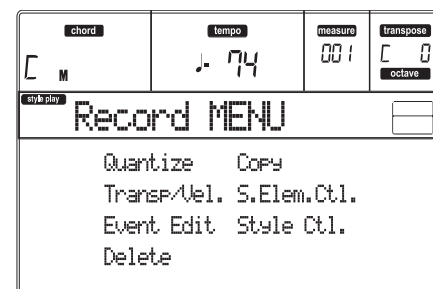 chord tempo measure transpose
C M ♩- 74 001 C 0
octave
style play
Record MENU
Quantize Copy
Transp/Vel. S.Elem.Ctl.
Event Edit Style Ctl.
Delete